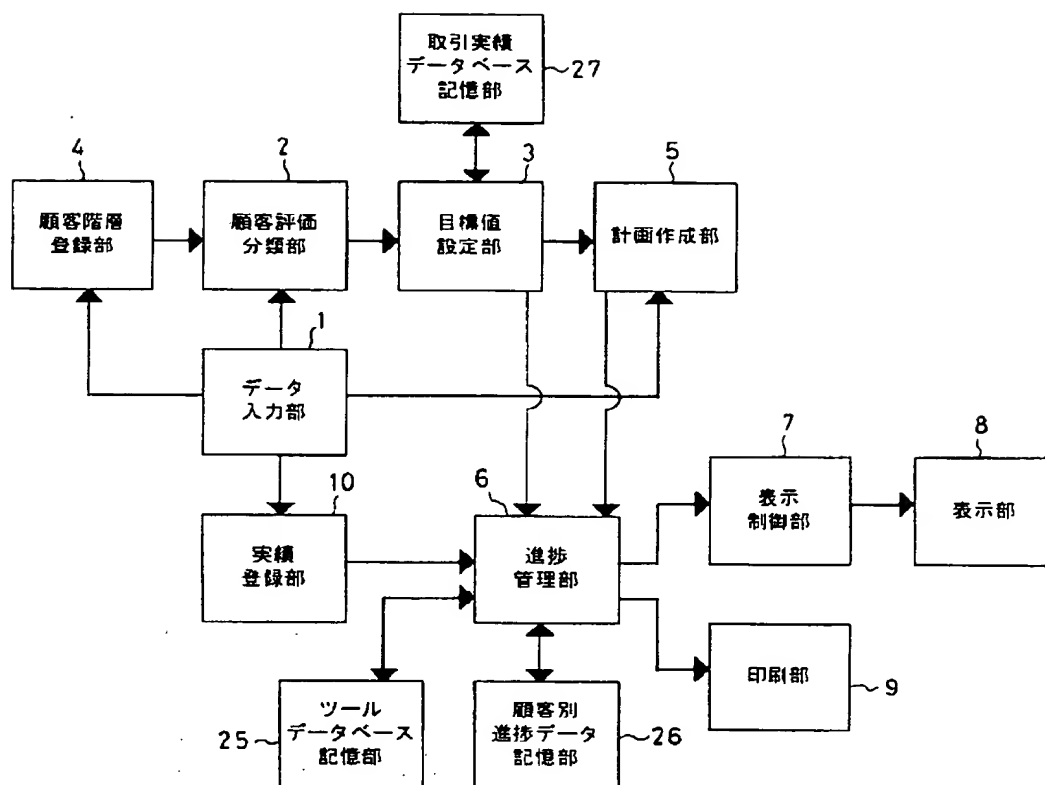 取引実績
データベース
記憶部
27
4
2
3
5
顧客階層
登録部
顧客評価
分類部
目標値
設定部
計画作成部
1
データ
入力部
7
8
10
6
表示
制御部
表示部
実績
登録部
進捗
管理部
印刷部
9
ツール
データベース
記憶部
25
顧客別
進捗データ
記憶部
26